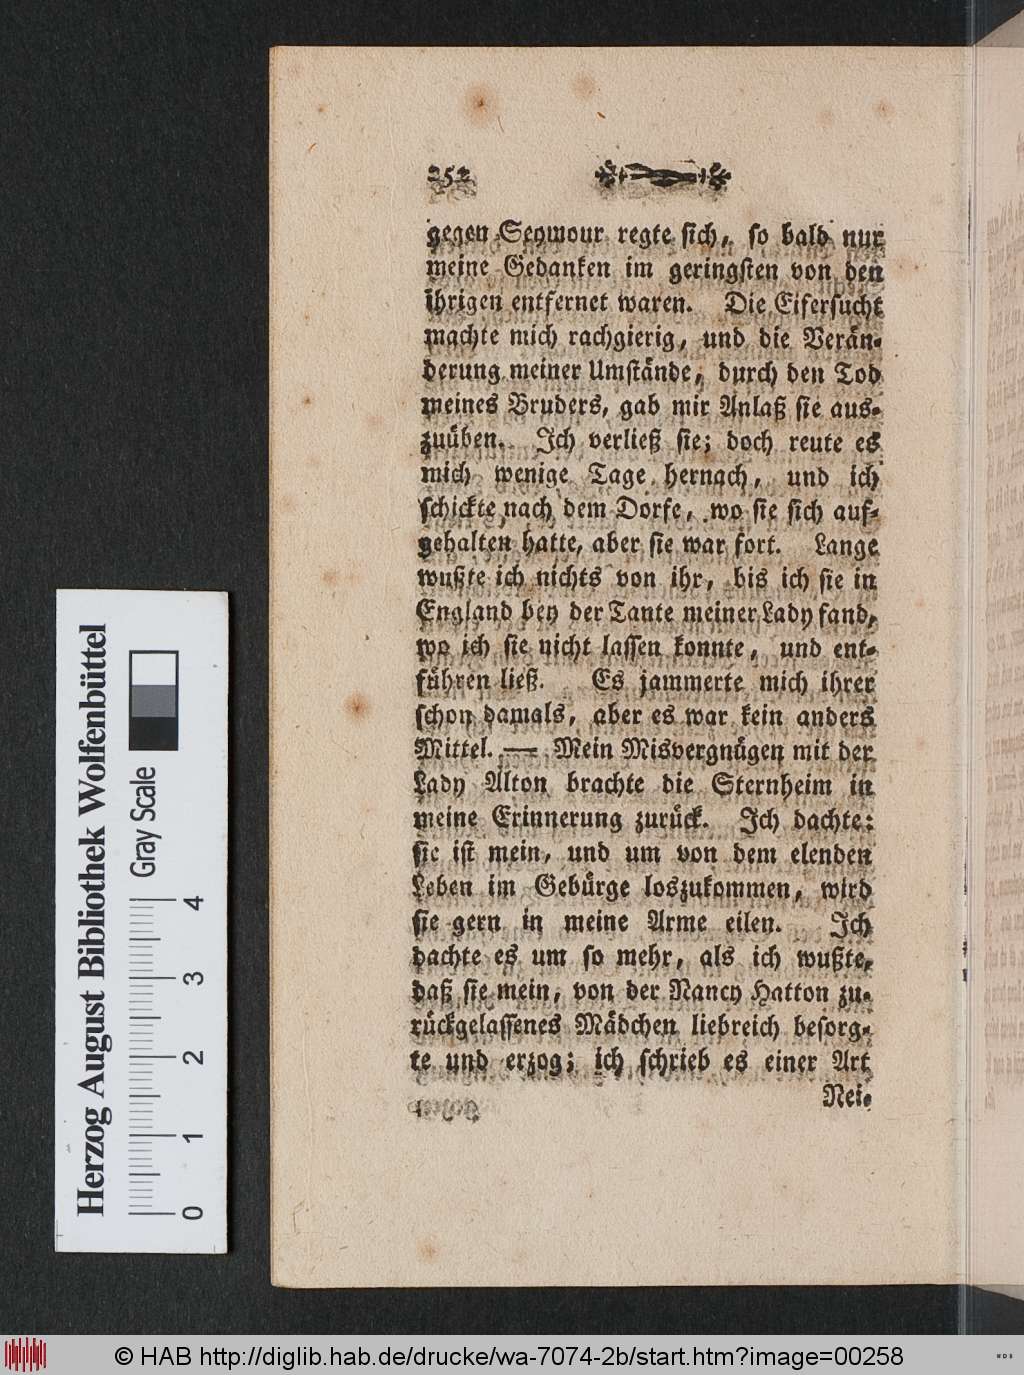 252
gegen Seymour regte sich, so bald nur
meine Gedanken im geringsten von den
ihrigen entfernet waren. Die Eifersucht
machte mich rachgierig, und die Verän-
derung meiner Umstände, durch den Tod
meines Bruders, gab mir Anlaß sie aus-
zuüben. Ich verließ sie; doch reute es
mich wenige Tage hernach, und ich
schickte nach dem Dorfe, wo sie sich auf-
gehalten hatte, aber sie war fort. Lange
wußte ich nichts von ihr, bis ich sie in
England bey der Tante meiner Lady fand,
wo ich sie nicht lassen konnte, und ent-
führen ließ. Es jammerte mich ihrer
schon damals, aber es war kein anders
Mittel. — Mein Misvergnügen mit der
Lady Alton brachte die Sternheim in
meine Erinnerung zurück. Ich dachte:
sie ist mein, und um von dem elenden
Leben im Gebürge loszukommen, wird
sie gern in meine Arme eilen. Ich
dachte es um so mehr, als ich wußte,
daß sie mein, von der Nancy Hatton zu-
rückgelassenes Mädchen liebreich besorg-
te und erzog; ich schrieb es einer Art
Nei-
Herzog August Bibliothek Wolfenbüttel
Gray Scale
0 1 2 3 4
© HAB http://diglib.hab.de/drucke/wa-7074-2b/start.htm?image=00258
WDB